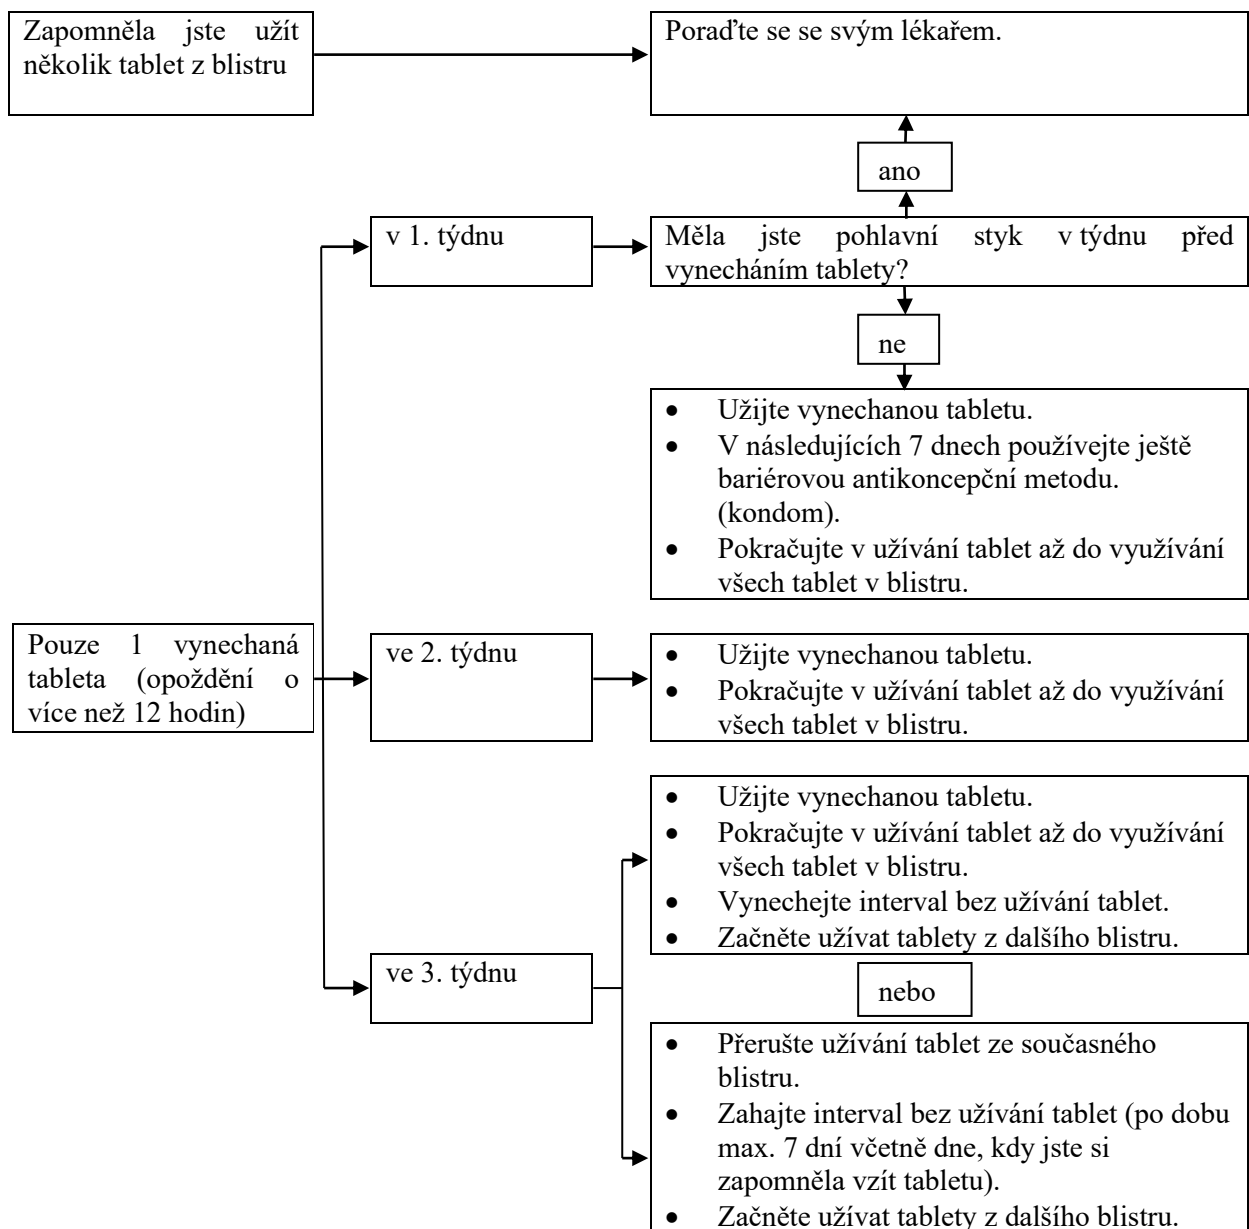 Zapomněla jste užít
několik tablet z blistru
Poraďte se se svým lékařem.
ano
v 1. týdnu
Měla jste pohlavní styk v týdnu před
vynecháním tablety?
ne
• Užijte vynechanou tabletu.
• V následujících 7 dnech používejte ještě
bariérovou antikoncepční metodu.
(kondom).
• Pokračujte v užívání tablet až do využívání
všech tablet v blistru.
Pouze 1 vynechaná
tableta (opoždění o
více než 12 hodin)
ve 2. týdnu
• Užijte vynechanou tabletu.
• Pokračujte v užívání tablet až do využívání
všech tablet v blistru.
• Užijte vynechanou tabletu.
• Pokračujte v užívání tablet až do využívání
všech tablet v blistru.
• Vynechejte interval bez užívání tablet.
• Začněte užívat tablety z dalšího blistru.
ve 3. týdnu
nebo
• Přerušte užívání tablet ze současného
blistru.
• Zahajte interval bez užívání tablet (po dobu
max. 7 dní včetně dne, kdy jste si
zapomněla vzít tabletu).
• Začněte užívat tablety z dalšího blistru.